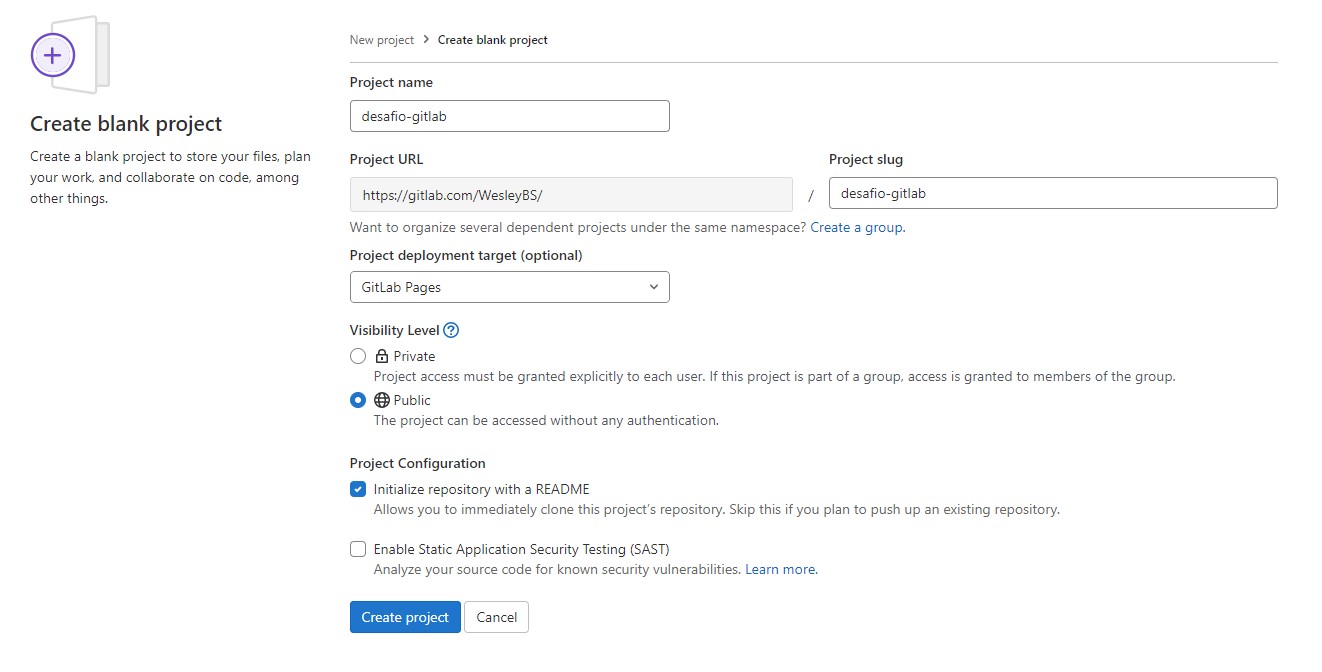 New project > Create blank project
Create blank project
Create a blank project to store your files, plan
your work, and collaborate on code, among
other things.
Project name
desafio-gitlab
Project URL
Project slug
https://gitlab.com/WesleyBS/ / desafio-gitlab
Want to organize several dependent projects under the same namespace? Create a group.
Project deployment target (optional)
GitLab Pages
Visibility Level ?
Private
Project access must be granted explicitly to each user. If this project is part of a group, access is granted to members of the group.
Public
The project can be accessed without any authentication.
Project Configuration
Initialize repository with a README
Allows you to immediately clone this project’s repository. Skip this if you plan to push up an existing repository.
Enable Static Application Security Testing (SAST)
Analyze your source code for known security vulnerabilities. Learn more.
Create project Cancel